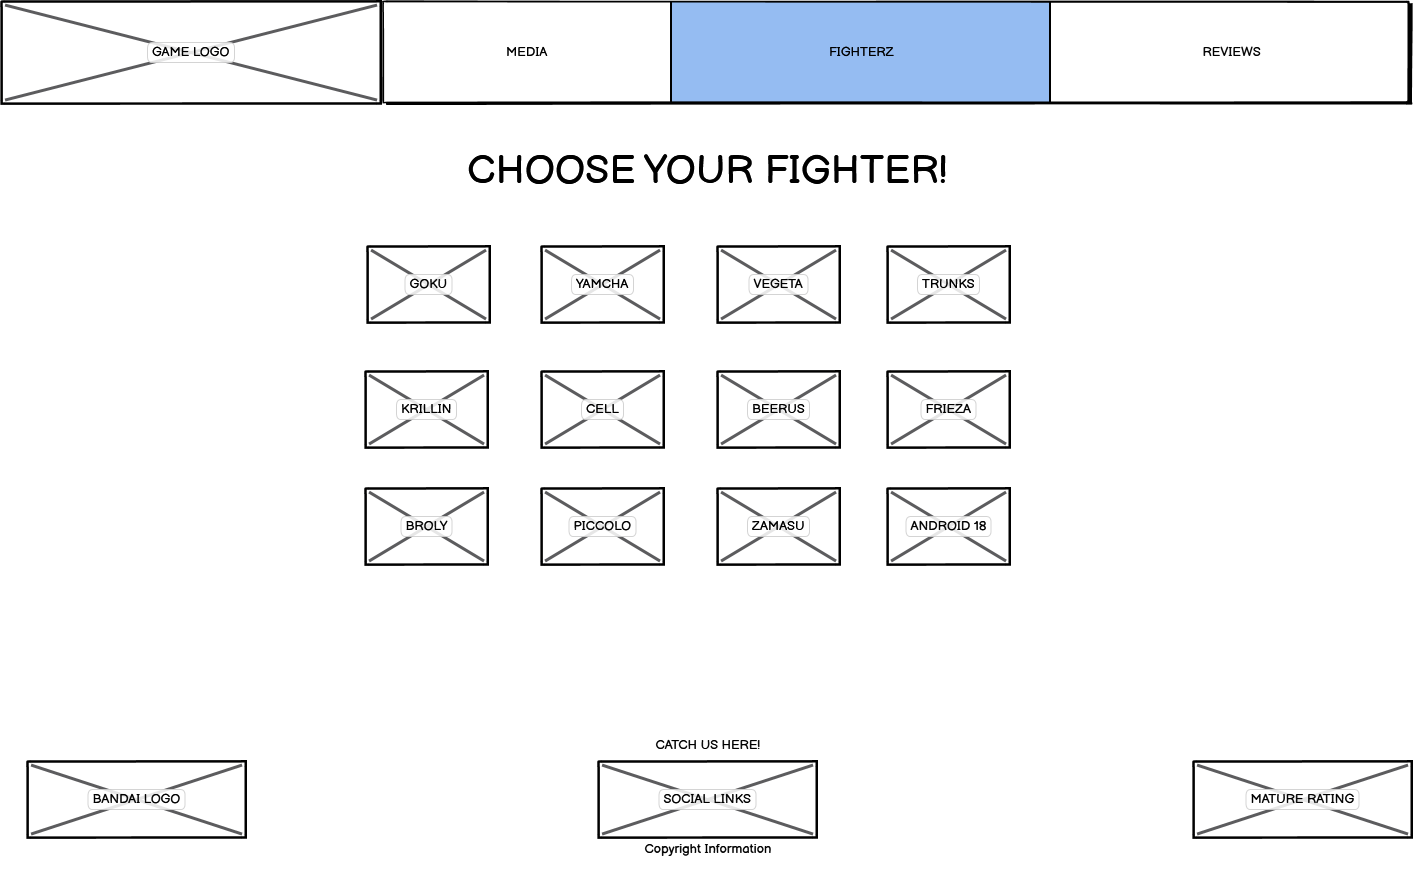 GAME LOGO
MEDIA
FIGHTERZ
REVIEWS
CHOOSE YOUR FIGHTER!
GOKU
YAMCHA
VEGETA
TRUNKS
KRILLIN
CELL
BEERUS
FRIEZA
BROLY
PICCOLO
ZAMASU
ANDROID 18
CATCH US HERE!
BANDAI LOGO
SOCIAL LINKS
MATURE RATING
Copyright Information